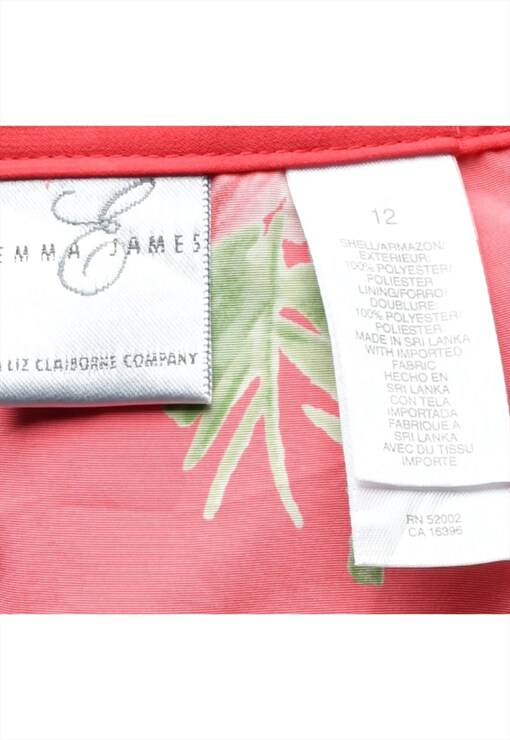 EMMA JAMES
LIZ CLAIBORNE COMPANY
12
SHELL/ARMAZON/
EXTERIEUR:
100% POLYESTER/
POLIESTER
LINING/FORRO/
DOUBLURE:
100% POLYESTER/
POLIESTER
MADE IN SRI LANKA
WITH IMPORTED
FABRIC
HECHO EN
SRI LANKA
CON TELA
IMPORTADA
FABRIQUE A
SRI LANKA
AVEC DU TISSU
IMPORTE
RN 52002
CA 16396